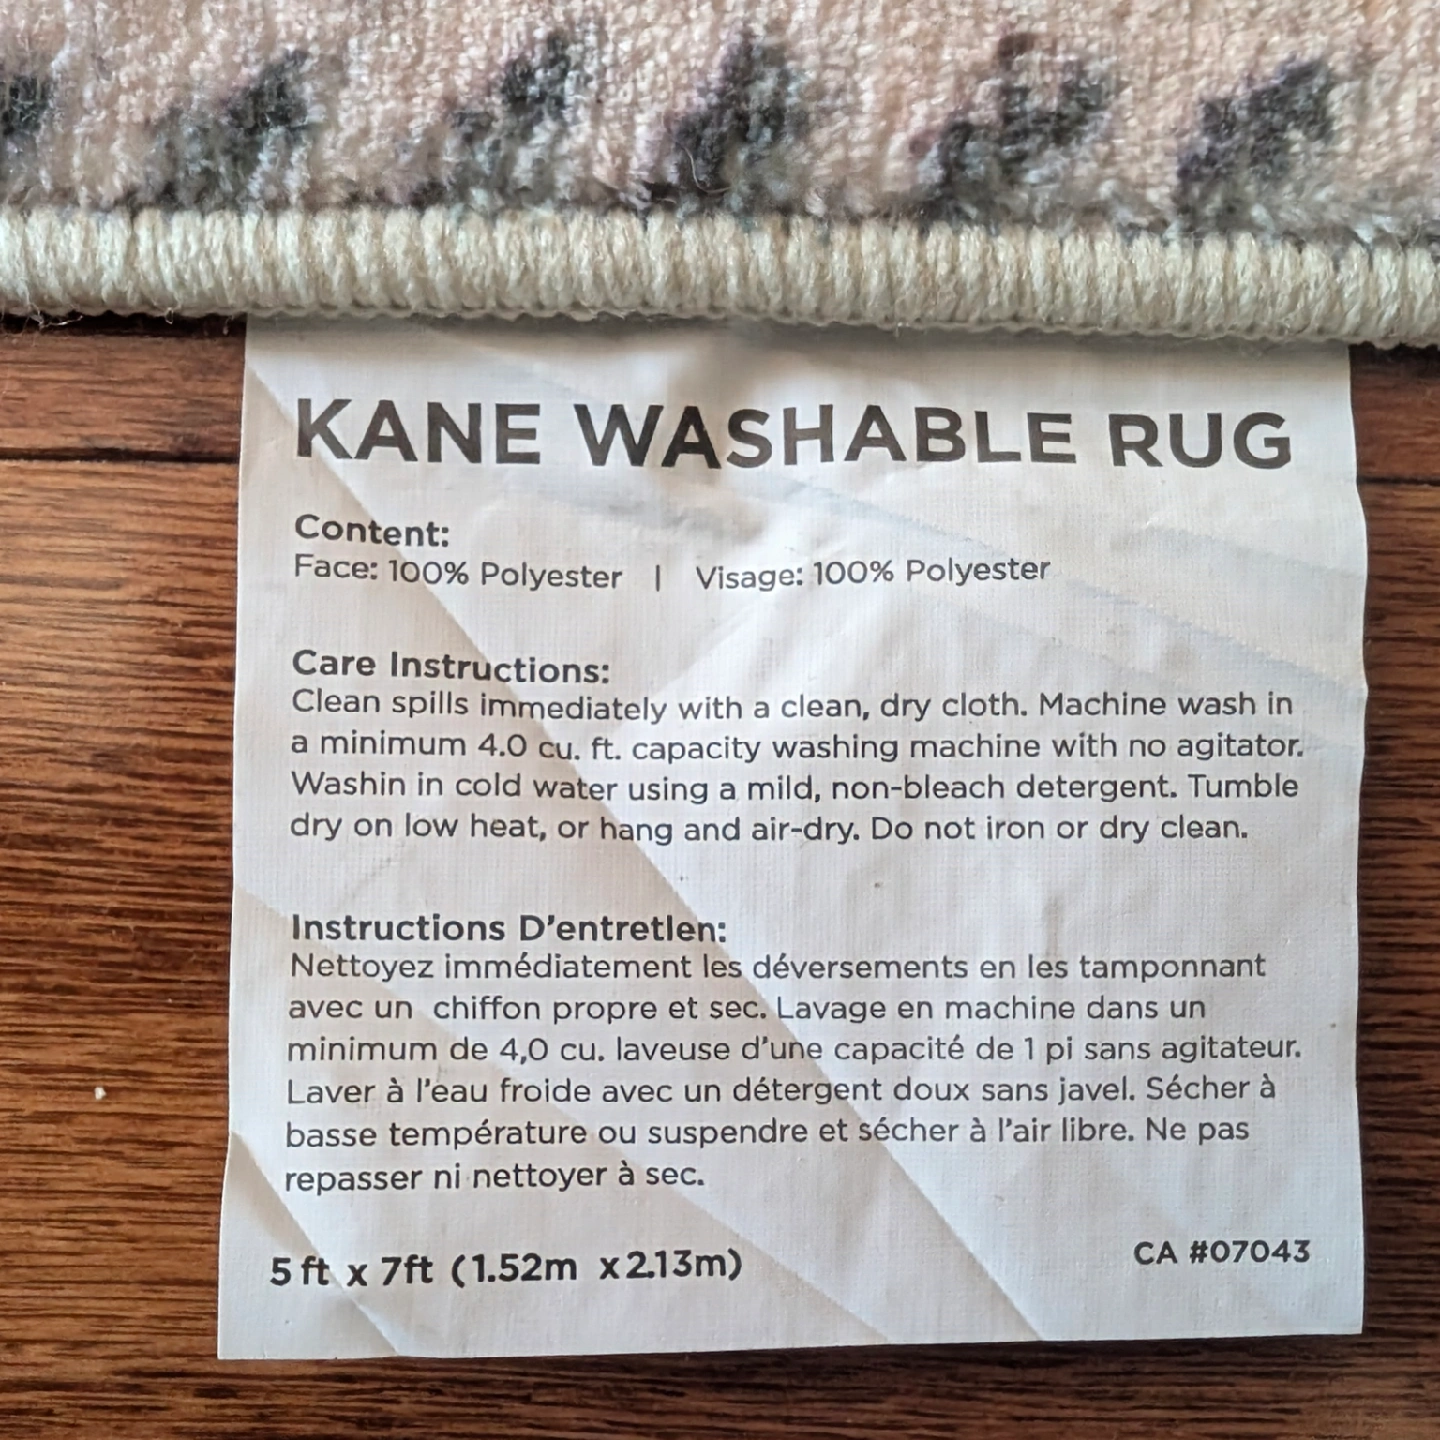 KANE WASHABLE RUG
Content:
Face: 100% Polyester | Visage: 100% Polyester
Care Instructions:
Clean spills immediately with a clean, dry cloth. Machine wash in
a minimum 4.0 cu. ft. capacity washing machine with no agitator.
Washin in cold water using a mild, non-bleach detergent. Tumble
dry on low heat, or hang and air-dry. Do not iron or dry clean.
Instructions D'entretlen:
Nettoyez immédiatement les déversements en les tamponnant
avec un chiffon propre et sec. Lavage en machine dans un
minimum de 4,0 cu. laveuse d'une capacité de 1 pi sans agitateur.
Laver à l'eau froide avec un détergent doux sans javel. Sécher à
basse température ou suspendre et sécher à l'air libre. Ne pas
repasser ni nettoyer à sec.
5 ft x 7ft (1.52m x 2.13m)
CA #07043